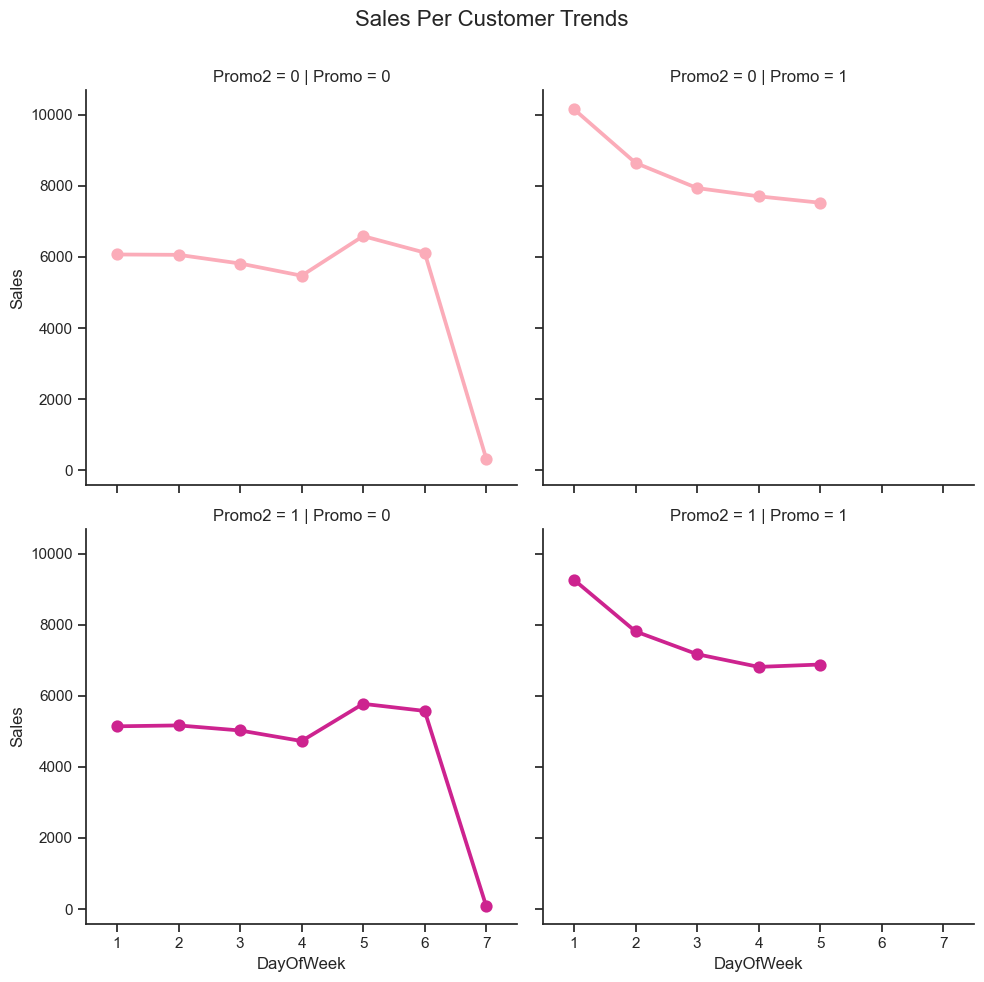 Sales Per Customer Trends
Promo2 = 0 | Promo = 0
Promo2 = 0 | Promo = 1
10000
8000
6000
4000
2000
0
Sales
Promo2 = 1 | Promo = 0
Promo2 = 1 | Promo = 1
10000
8000
6000
4000
2000
0
Sales
1 2 3 4 5 6 7
1 2 3 4 5 6 7
DayOfWeek
DayOfWeek